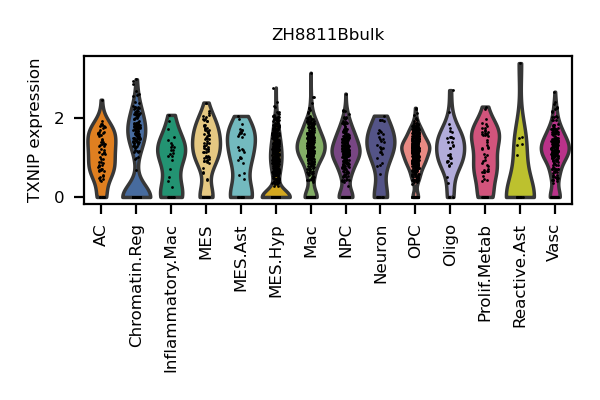 ZH8811Bbulk
TXNIP expression
2
0
AC
Chromatin.Reg
Inflammatory.Mac
MES
MES.Ast
MES.Hyp
Mac
NPC
Neuron
OPC
Oligo
Prolif.Metab
Reactive.Ast
Vasc